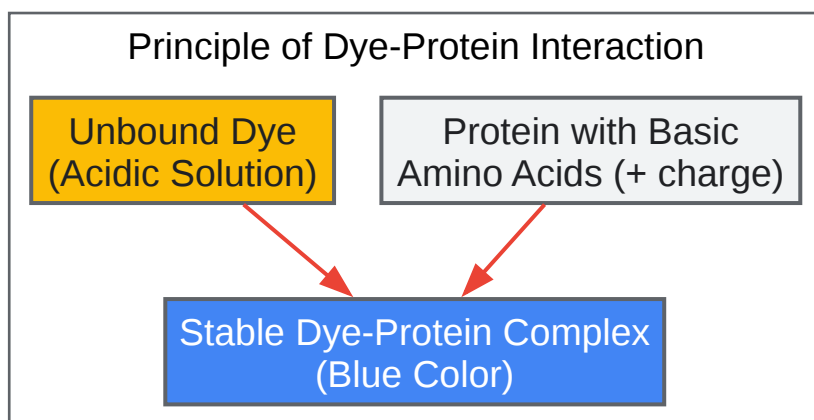 Principle of Dye-Protein Interaction
Unbound Dye
(Acidic Solution)
Protein with Basic
Amino Acids (+ charge)
Stable Dye-Protein Complex
(Blue Color)